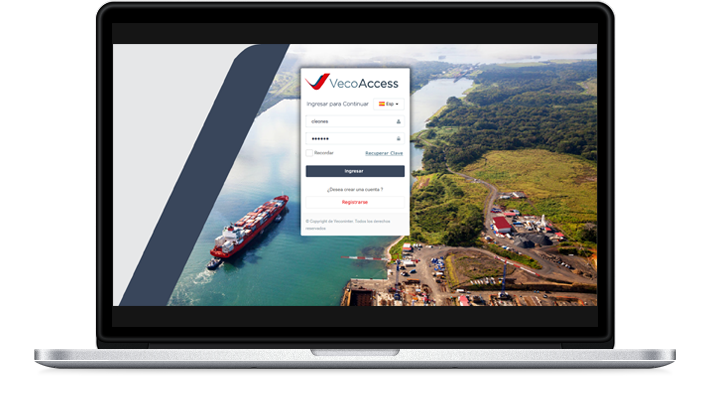 VecoAccess
Ingresar para Continuar
Esp
cleones
Recordar
Recuperar Clave
Ingresar
¿Desea crear una cuenta ?
Registrarse
© Copyright de Novorider. Todos los derechos
reservados